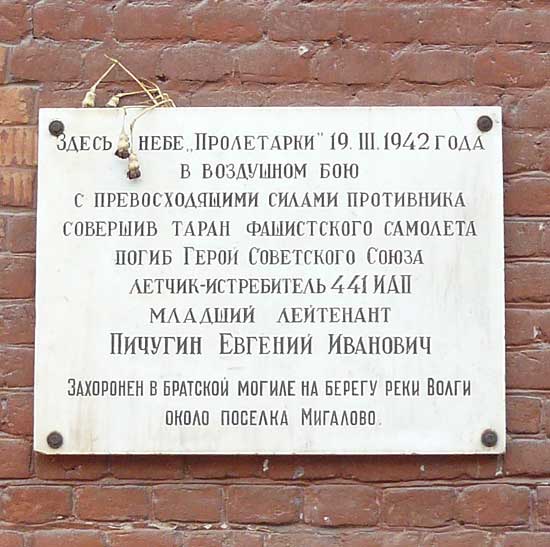 Здесь в небе „Пролетарки" 19. III. 1942 года
в воздушном бою
с превосходящими силами противника
совершив таран фашистского самолета
погиб Герой Советского Союза
летчик-истребитель 441 ИАП
младший лейтенант
Пичугин Евгений Иванович
Захоронен в братской могиле на берегу реки Волги
около поселка Мигалово.